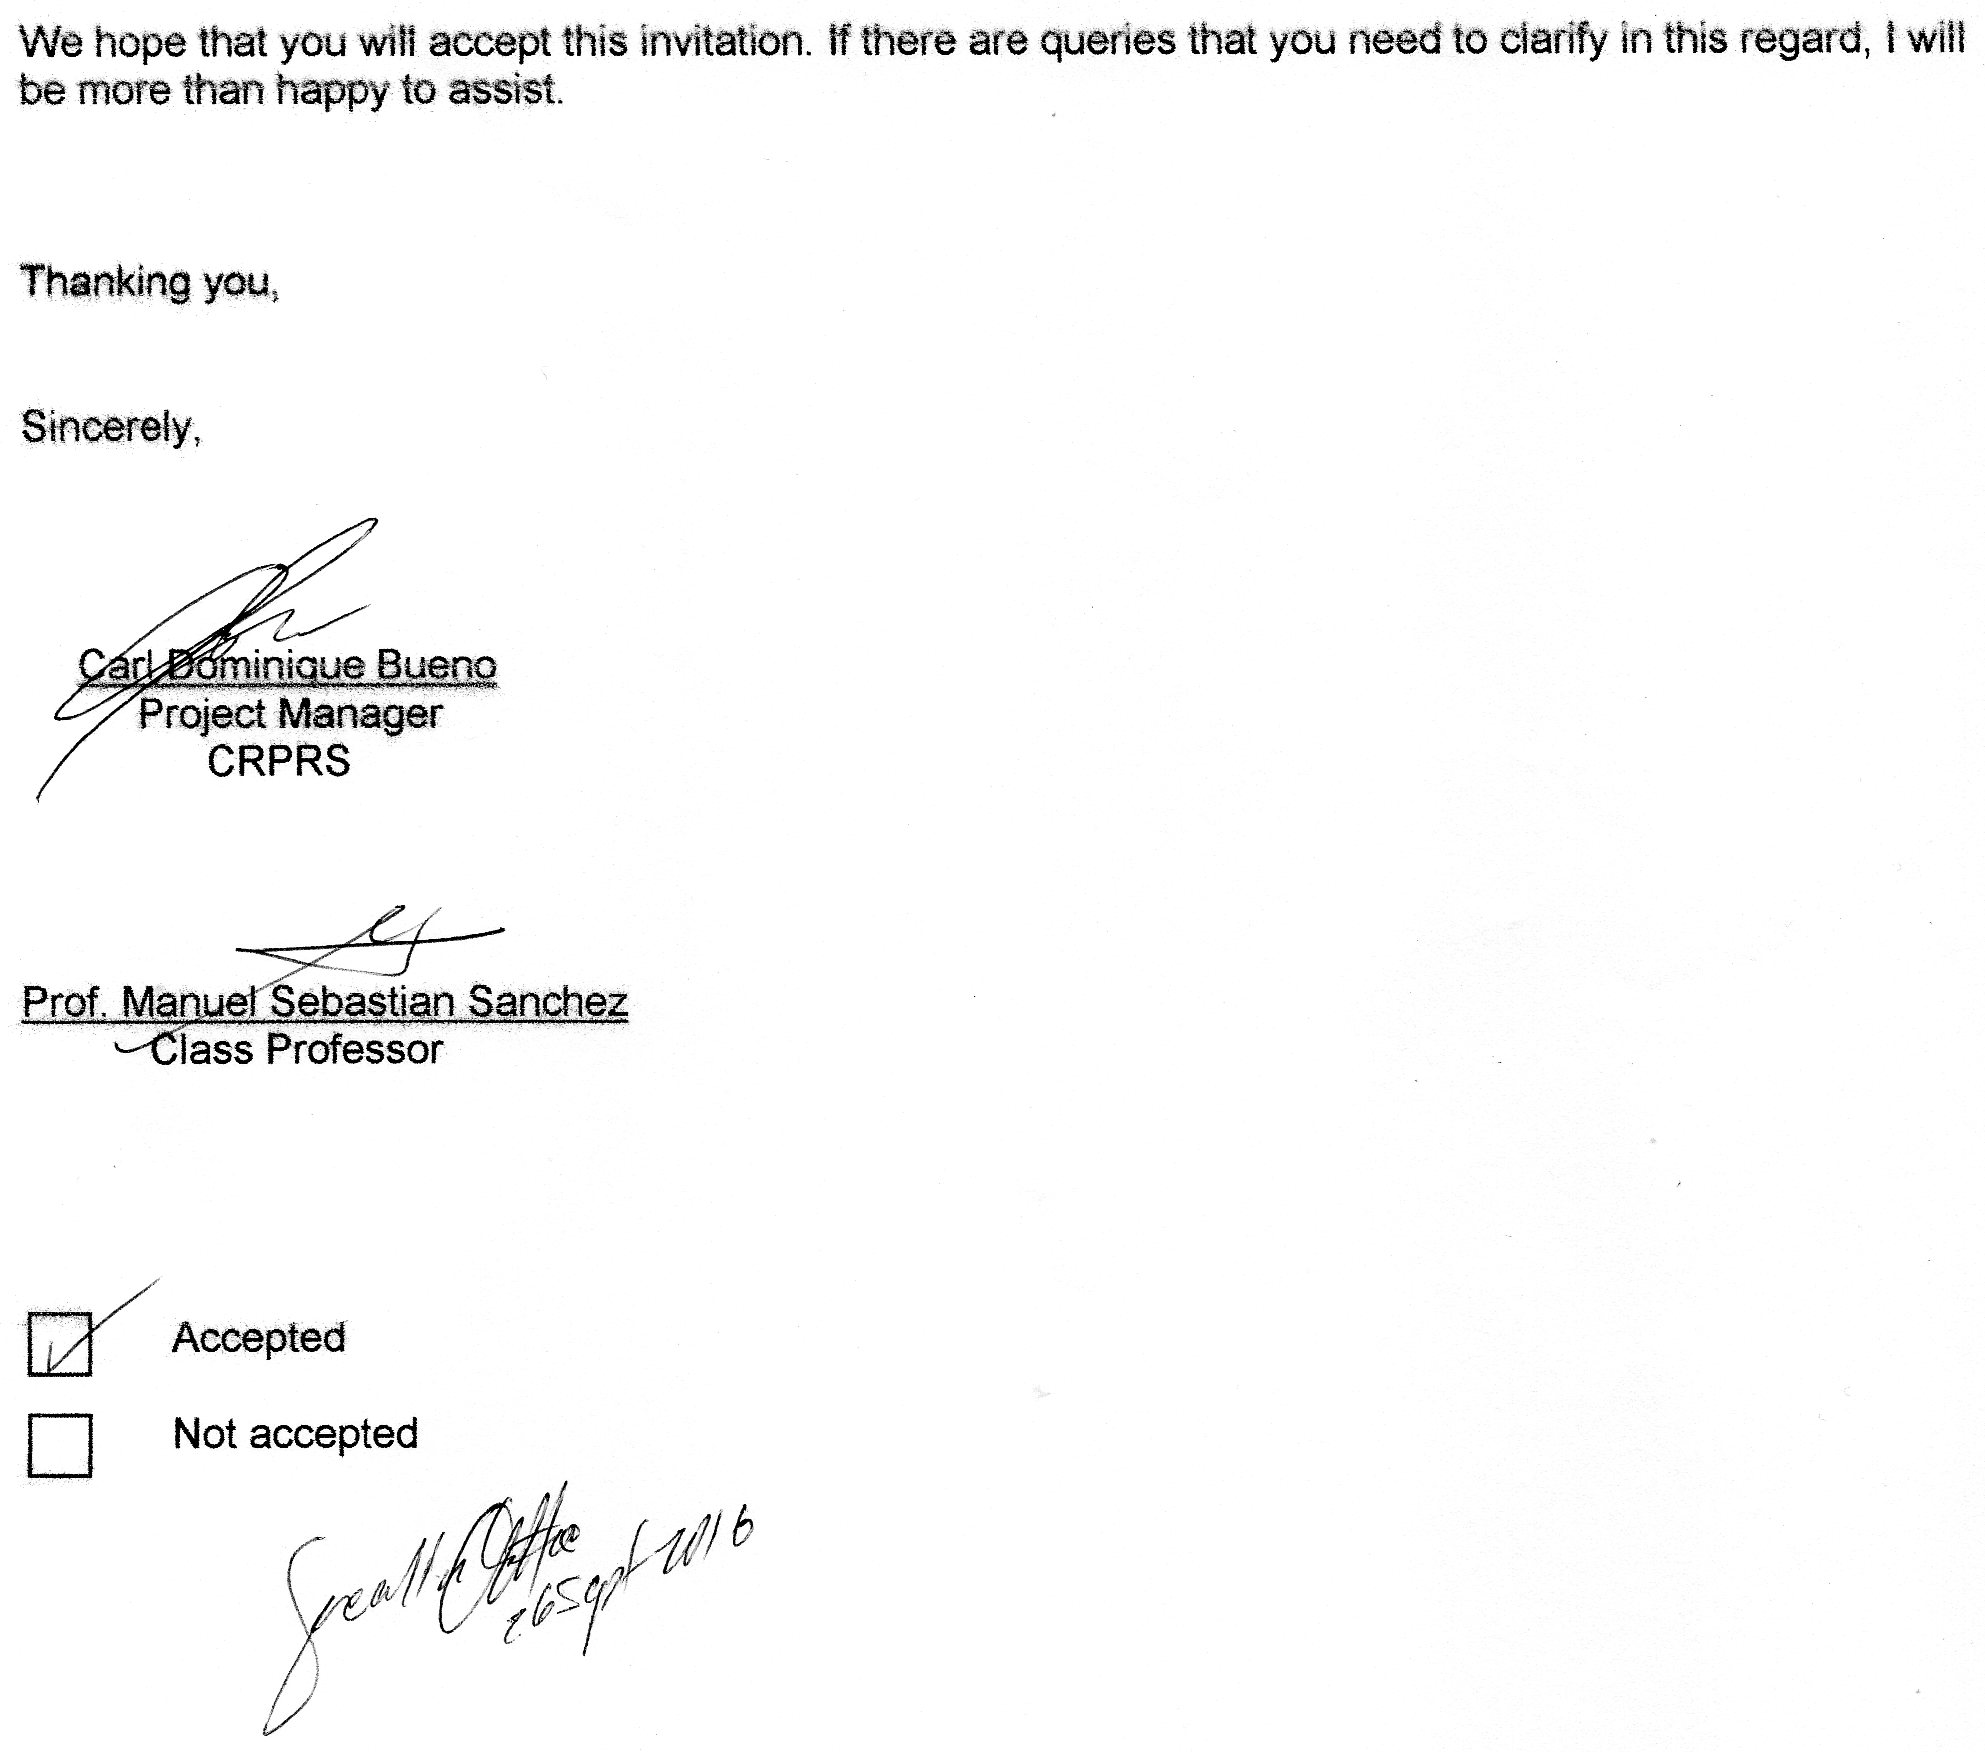 We hope that you will accept this invitation. If there are queries that you need to clarify in this regard, I will
be more than happy to assist.
Thanking you,
Sincerely,
Carl Dominique Bueno
Project Manager
CRPRS
Prof. Manuel Sebastian Sanchez
Class Professor
Accepted
Not accepted
26 Sept 2016